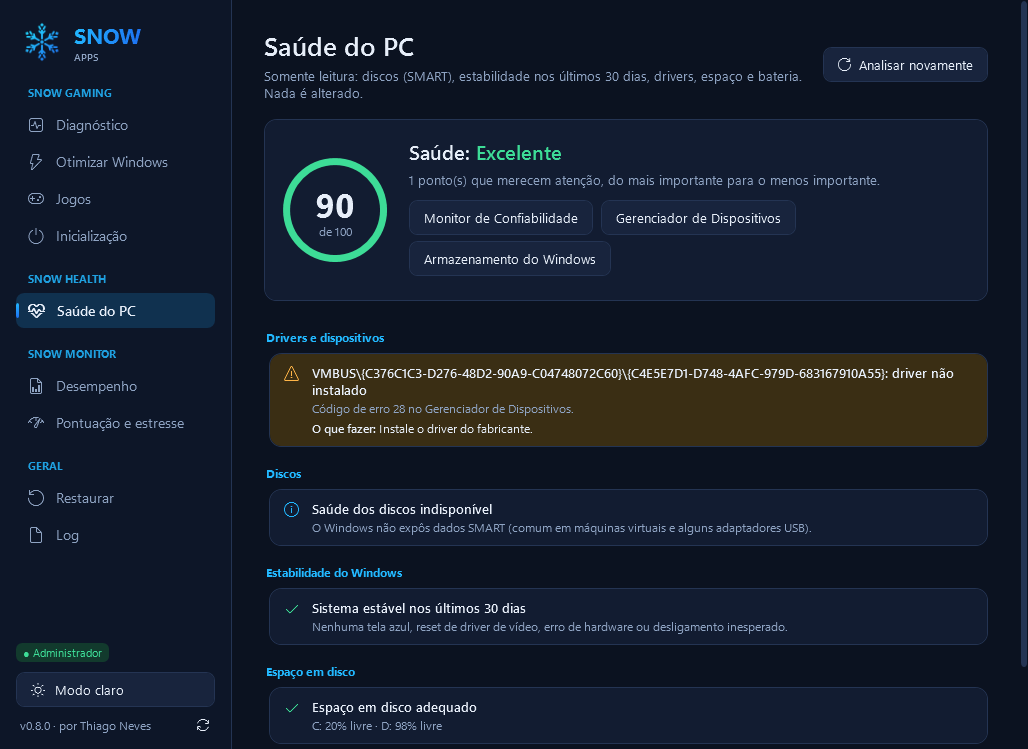 SNOW
APPS
SNOW GAMING
Diagnóstico
Otimizar Windows
Jogos
Inicialização
SNOW HEALTH
Saúde do PC
SNOW MONITOR
Desempenho
Pontuação e estresse
GERAL
Restaurar
Log
Administrador
Modo claro
v0.8.0 · por Thiago Neves
Saúde do PC
Somente leitura: discos (SMART), estabilidade nos últimos 30 dias, drivers, espaço e bateria.
Nada é alterado.
Analisar novamente
90
de 100
Saúde: Excelente
1 ponto(s) que merecem atenção, do mais importante para o menos importante.
Monitor de Confiabilidade
Gerenciador de Dispositivos
Armazenamento do Windows
Drivers e dispositivos
VMBUS\{C376C1C3-D276-48D2-90A9-C04748072C60}\{C4E5E7D1-D748-4AFC-979D-683167910A55}: driver não
instalado
Código de erro 28 no Gerenciador de Dispositivos.
O que fazer: Instale o driver do fabricante.
Discos
Saúde dos discos indisponível
O Windows não expôs dados SMART (comum em máquinas virtuais e alguns adaptadores USB).
Estabilidade do Windows
Sistema estável nos últimos 30 dias
Nenhuma tela azul, reset de driver de vídeo, erro de hardware ou desligamento inesperado.
Espaço em disco
Espaço em disco adequado
C: 20% livre · D: 98% livre